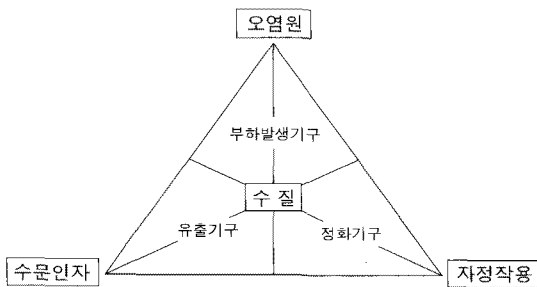 오염원
부하발생기구
수 질
유출기구
정화기구
수문인자
자정작용